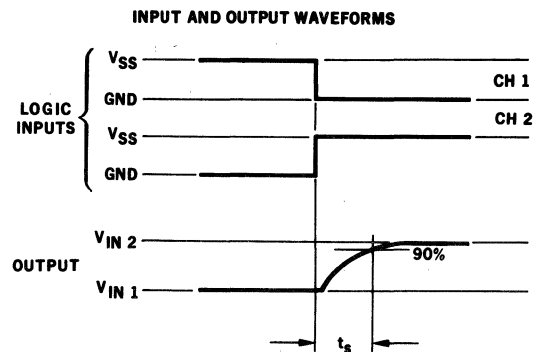 INPUT AND OUTPUT WAVEFORMS
LOGIC
INPUTS
VSS
GND
VSS
GND
CH 1
CH 2
OUTPUT
VIN 2
VIN 1
90%
ts